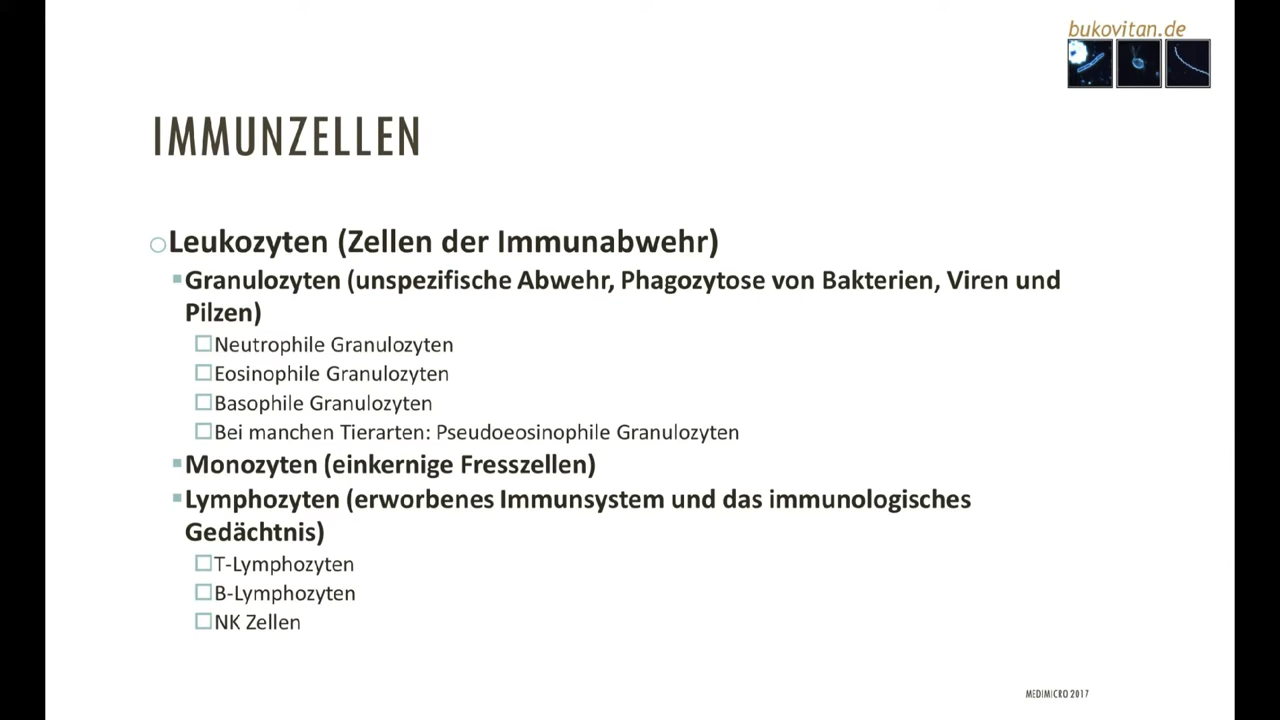 bukovitan.de
IMMUNZELLEN
Leukozyten (Zellen der Immunabwehr)
Granulozyten (unspezifische Abwehr, Phagozytose von Bakterien, Viren und
Pilzen)
Neutrophile Granulozyten
Eosinophile Granulozyten
Basophile Granulozyten
Bei manchen Tierarten: Pseudoeosinophile Granulozyten
Monozyten (einkernige Fresszellen)
Lymphozyten (erworbenes Immunsystem und das immunologisches
Gedächtnis)
T-Lymphozyten
B-Lymphozyten
NK Zellen
MEDIMICRO 2017